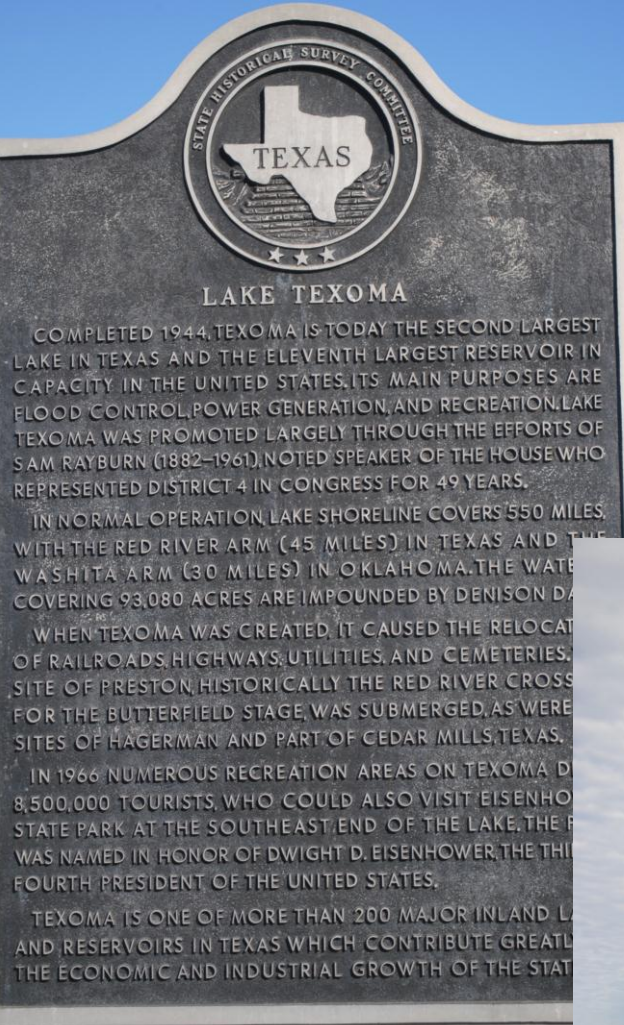 STATE HISTORICAL SURVEY COMMITTEE
TEXAS
LAKE TEXOMA
COMPLETED 1944, TEXOMA IS TODAY THE SECOND LARGEST
LAKE IN TEXAS AND THE ELEVENTH LARGEST RESERVOIR IN
CAPACITY IN THE UNITED STATES. ITS MAIN PURPOSES ARE
FLOOD CONTROL, POWER GENERATION, AND RECREATION. LAKE
TEXOMA WAS PROMOTED LARGELY THROUGH THE EFFORTS OF
SAM RAYBURN (1882–1961), NOTED SPEAKER OF THE HOUSE WHO
REPRESENTED DISTRICT 4 IN CONGRESS FOR 49 YEARS.
IN NORMAL OPERATION, LAKE SHORELINE COVERS 550 MILES,
WITH THE RED RIVER ARM (45 MILES) IN TEXAS AND THE
WASHITA ARM (30 MILES) IN OKLAHOMA. THE WATE
COVERING 93,080 ACRES ARE IMPOUNDED BY DENISON DA
WHEN TEXOMA WAS CREATED, IT CAUSED THE RELOCAT
OF RAILROADS, HIGHWAYS, UTILITIES, AND CEMETERIES.
SITE OF PRESTON, HISTORICALLY THE RED RIVER CROSS
FOR THE BUTTERFIELD STAGE, WAS SUBMERGED, AS WERE
SITES OF HAGERMAN AND PART OF CEDAR MILLS, TEXAS.
IN 1966 NUMEROUS RECREATION AREAS ON TEXOMA D
8,500,000 TOURISTS, WHO COULD ALSO VISIT EISENHO
STATE PARK AT THE SOUTHEAST END OF THE LAKE. THE
WAS NAMED IN HONOR OF DWIGHT D. EISENHOWER, THE THI
FOURTH PRESIDENT OF THE UNITED STATES.
TEXOMA IS ONE OF MORE THAN 200 MAJOR INLAND L
AND RESERVOIRS IN TEXAS WHICH CONTRIBUTE GREATL
THE ECONOMIC AND INDUSTRIAL GROWTH OF THE STAT